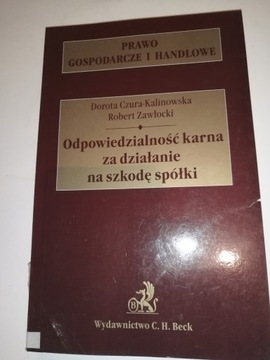 PRAWO
GOSPODARCZE I HANDLOWE
Dorota Czura-Kalinowska
Robert Zawłocki
Odpowiedzialność karna
za działanie
na szkodę spółki
Wydawnictwo C. H. Beck